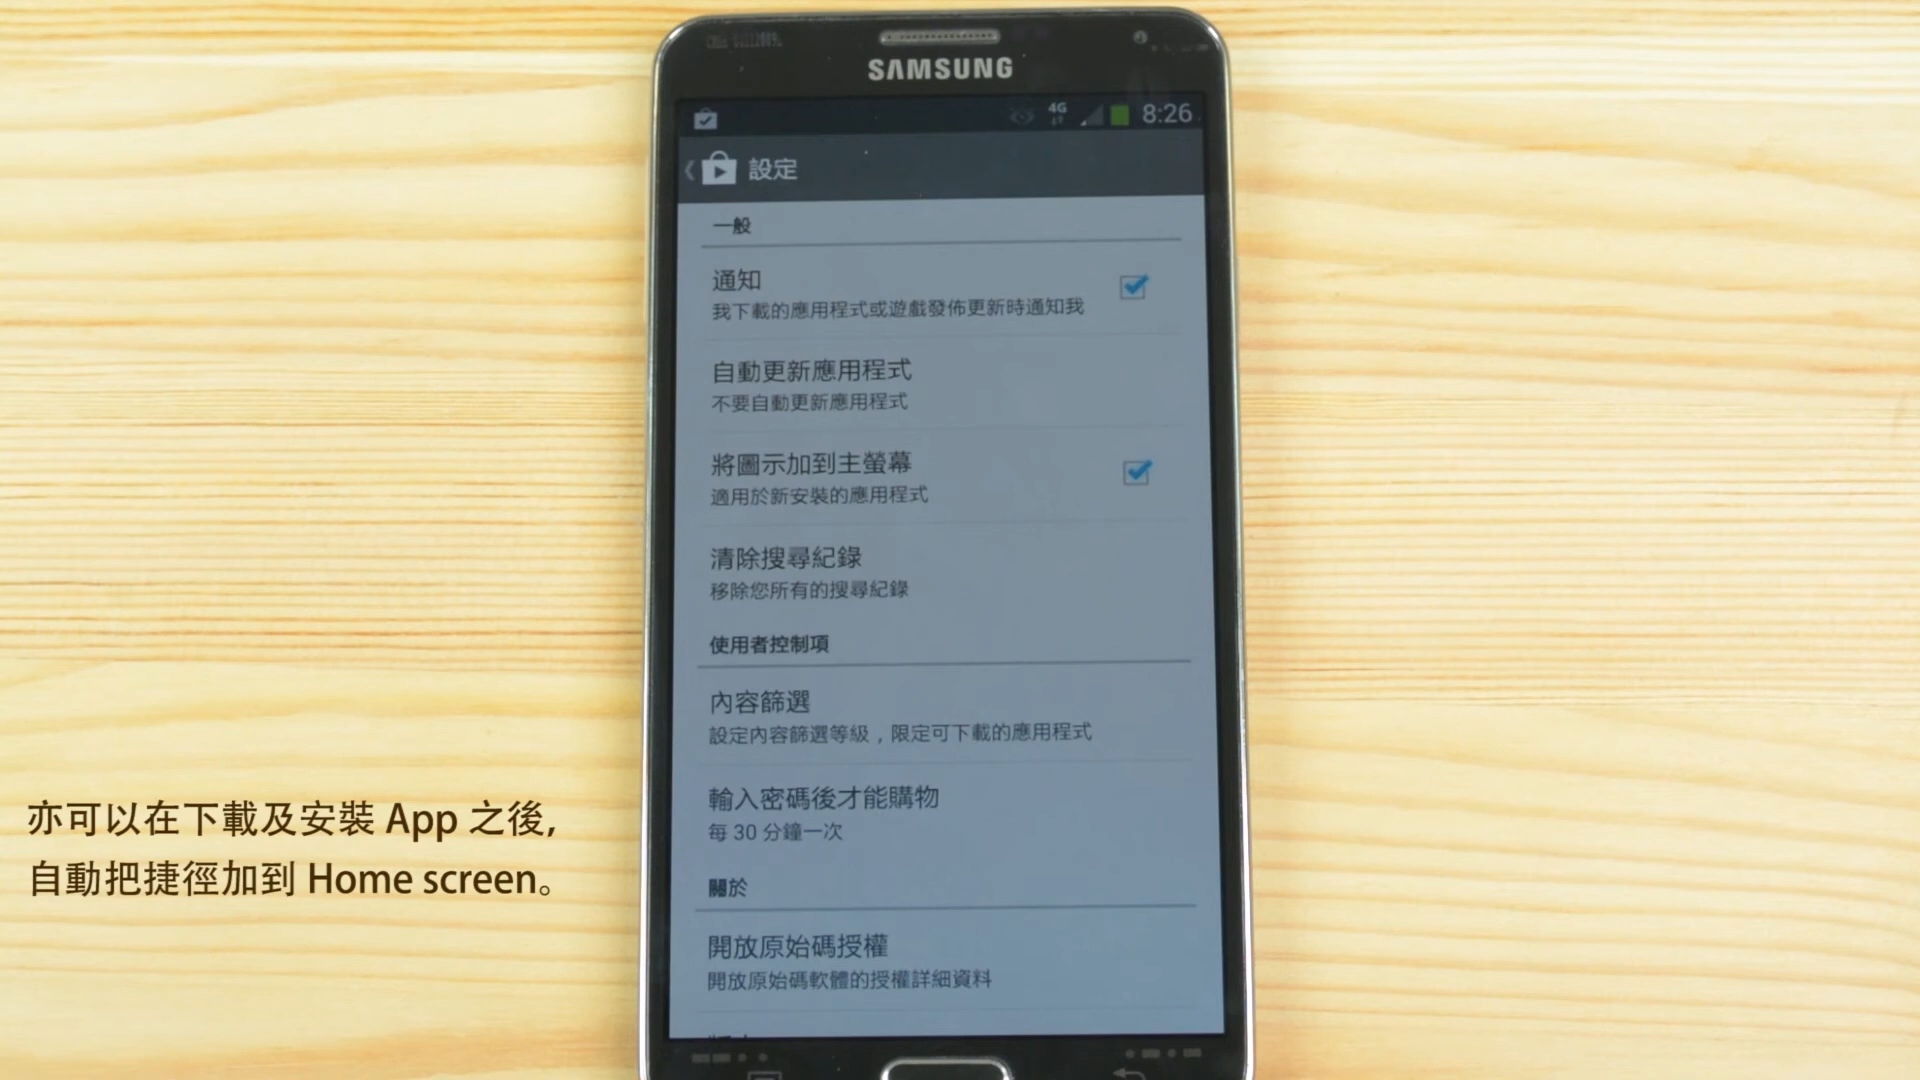 SAMSUNG
4G 8:26
設定
一般
通知
我下載的應用程式或遊戲發佈更新時通知我
自動更新應用程式
不要自動更新應用程式
將圖示加到主螢幕
適用於新安裝的應用程式
清除搜尋紀錄
移除您所有的搜尋紀錄
使用者控制項
內容篩選
設定內容篩選等級，限定可下載的應用程式
輸入密碼後才能購物
每 30 分鐘一次
關於
開放原始碼授權
開放原始碼軟體的授權詳細資料
亦可以在下載及安裝 App 之後,
自動把捷徑加到 Home screen。